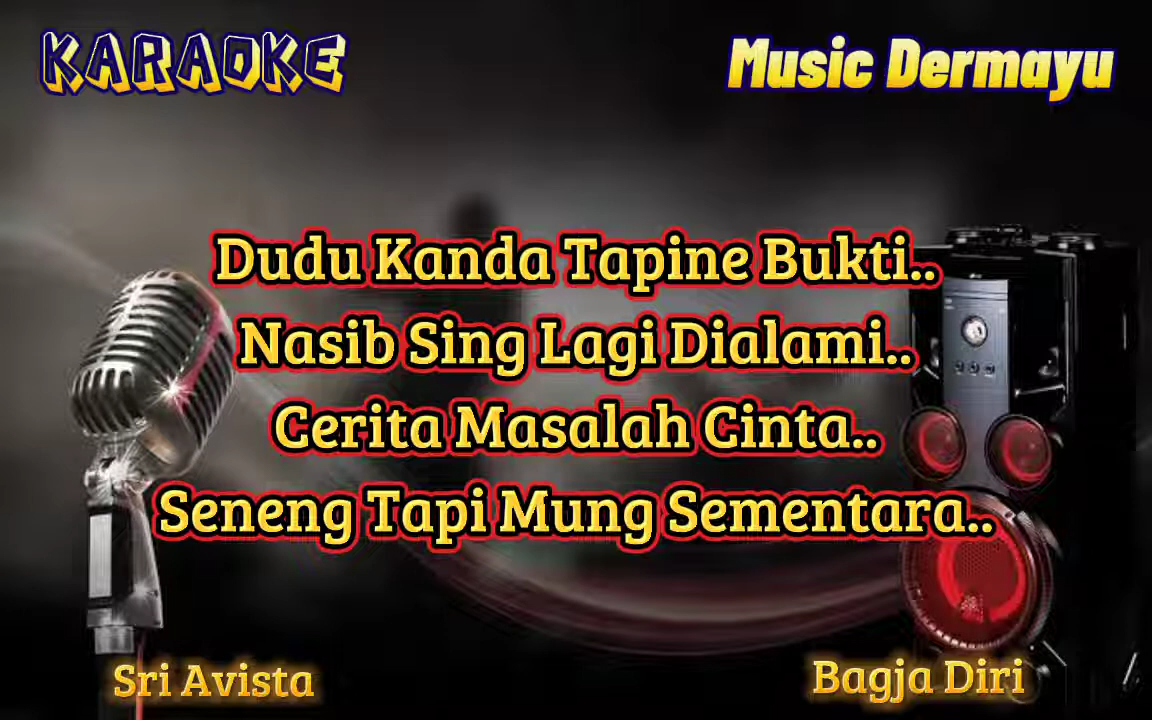 KARAOKE
Music Dermayu
Dudu Kanda Tapine Bukti..
Nasib Sing Lagi Dialami..
Cerita Masalah Cinta..
Seneng Tapi Mung Sementara..
Sri Avista
Bagja Diri